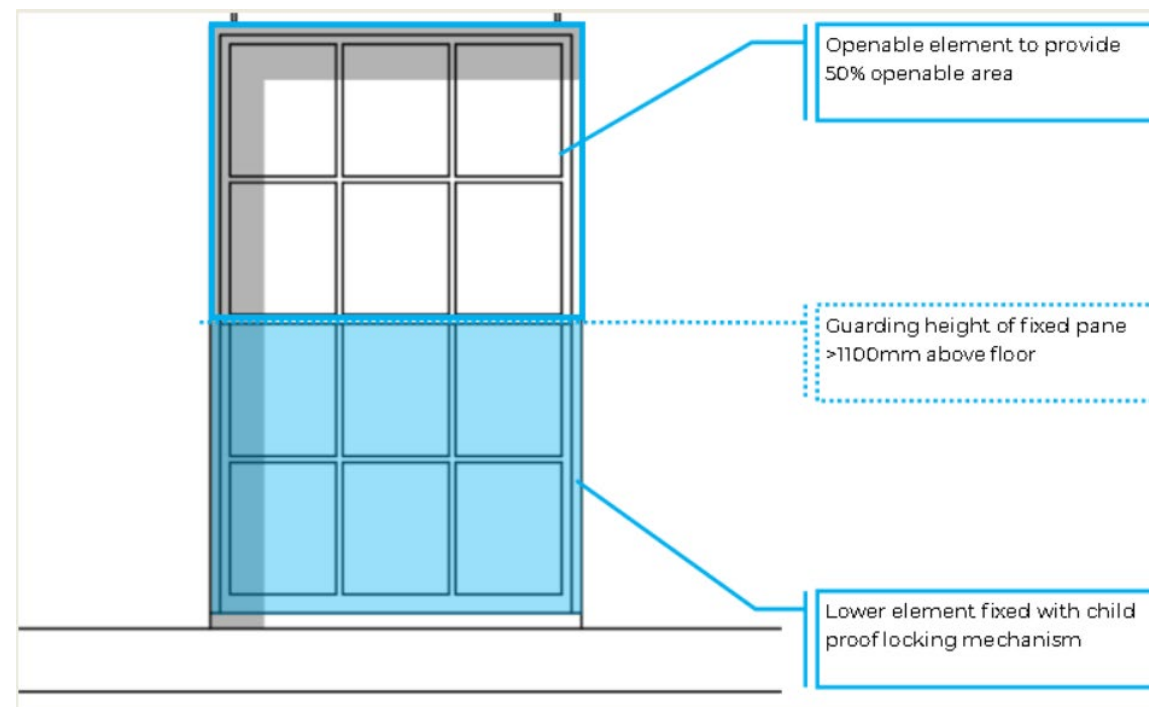 Openable element to provide
50% openable area
Guarding height of fixed pane
>1100mm above floor
Lower element fixed with child
proof locking mechanism